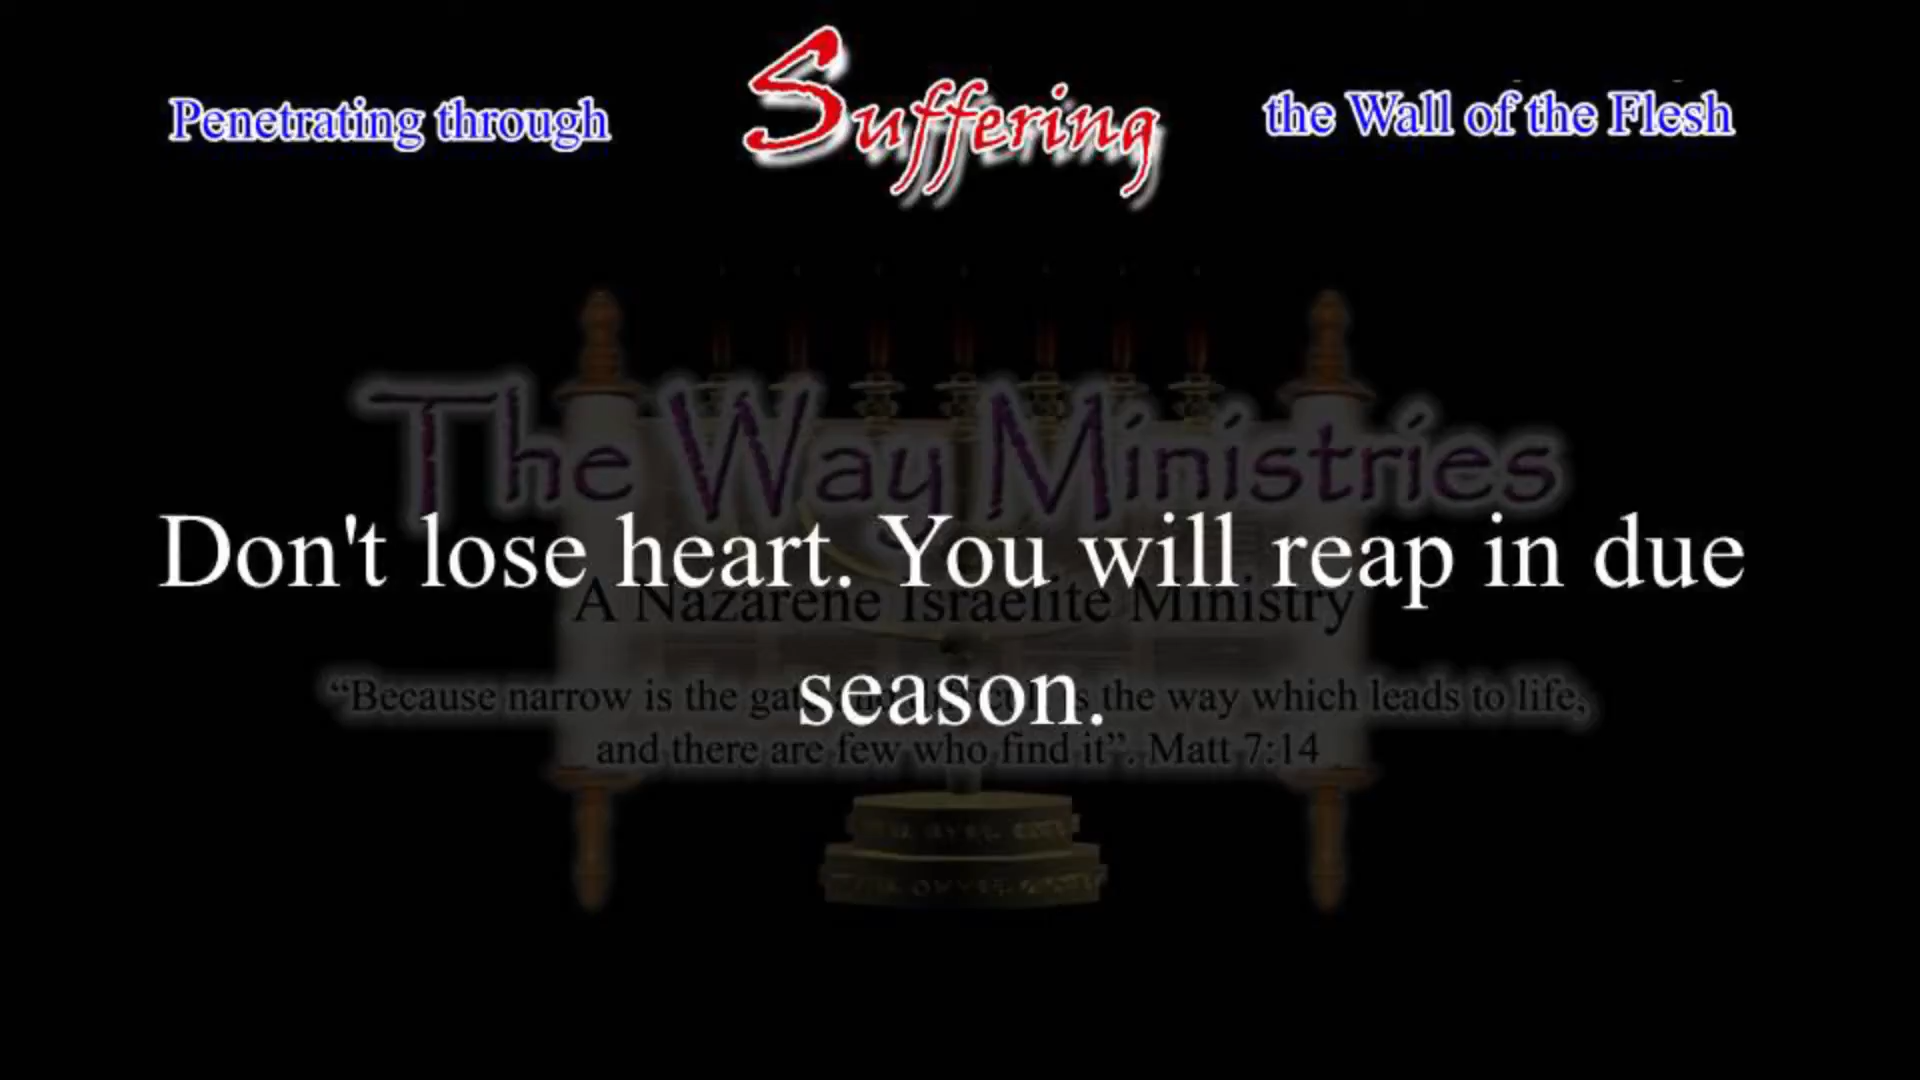 Penetrating through Suffering the Wall of the Flesh
The Way Ministries
Don't lose heart. You will reap in due
A Nazarene Israelite Ministry
season.
“Because narrow is the gate the way which leads to life,
and there are few who find it”. Matt 7:14